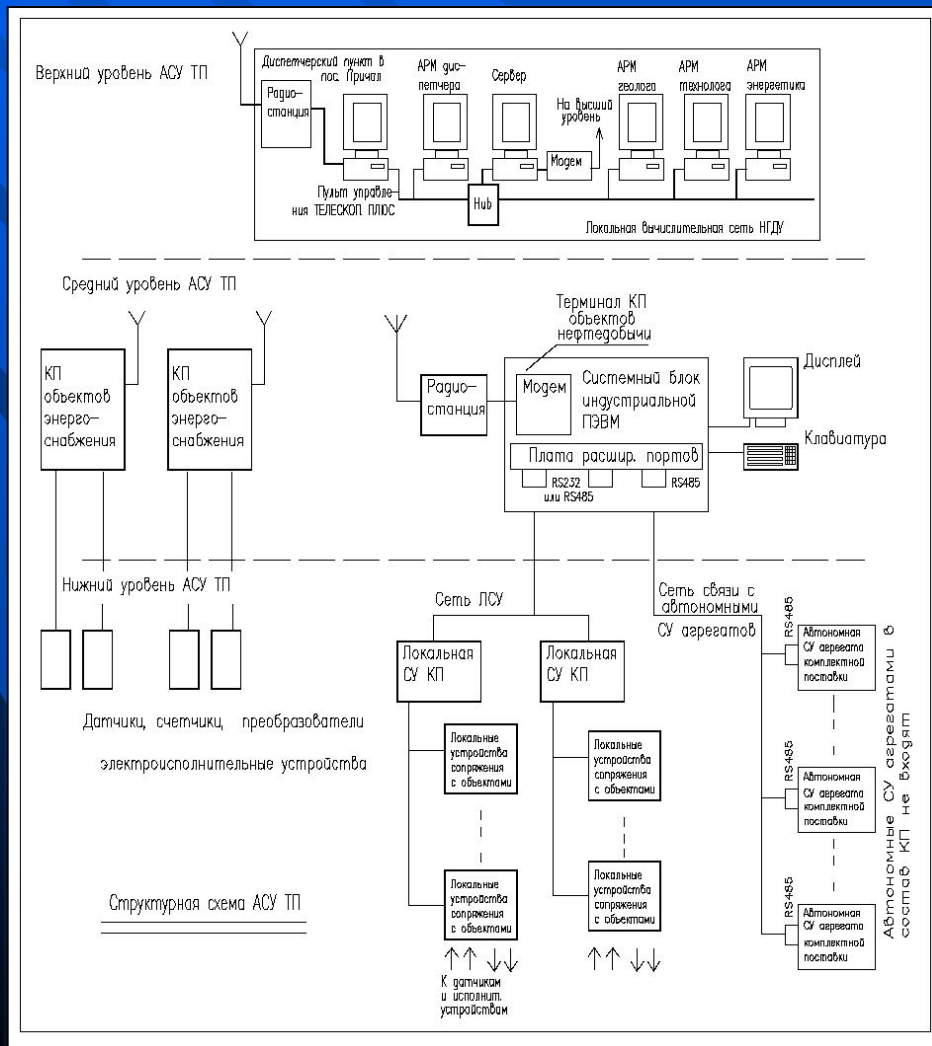 Верхний уровень АСУ ТП
Диспетчерский пункт в
пос. Причал
Радио-
станция
АРМ дис-
петчера
Сервер
На высший
уровень
Модем
АРМ
геолога
АРМ
технолога
АРМ
энергетика
Пульт управле-
ния ТЕЛЕСКОП ПЛЮС
Hub
Локальная вычислительная сеть НГДУ
Средний уровень АСУ ТП
КП
объектов
энерго-
снабжения
КП
объектов
энерго-
снабжения
Радио-
станция
Терминал КП
объектов
нефтедобычи
Модем
Системный блок
индустриальной
ПЭВМ
Плата расшир. портов
RS232
или RS485
RS485
Дисплей
Клавиатура
Нижний уровень АСУ ТП
Датчики, счетчики, преобразователи
электроисполнительные устройства
Сеть ЛСУ
Сеть связи с
автономными
СУ агрегатов
Локальная
СУ КП
Локальная
СУ КП
Локальные
устройства
сопряжения
с объектами
Локальные
устройства
сопряжения
с объектами
Локальные
устройства
сопряжения
с объектами
Локальные
устройства
сопряжения
с объектами
К датчикам
и исполнит.
устройствам
RS485
Автономная
СУ агрегата
комплектной
поставки
RS485
Автономная
СУ агрегата
комплектной
поставки
RS485
Автономная
СУ агрегата
комплектной
поставки
Автономные СУ агрегатами в
состав КП не входят
Структурная схема АСУ ТП